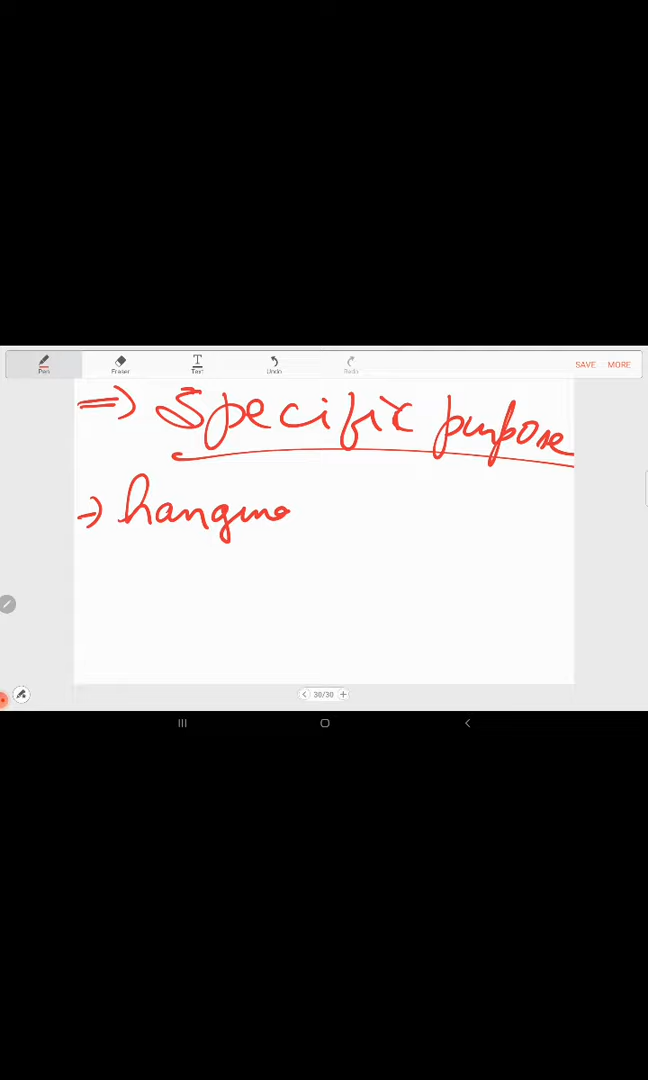 Pen Eraser Text Undo Redo SAVE MORE
=> Specific purpose
->
30/30